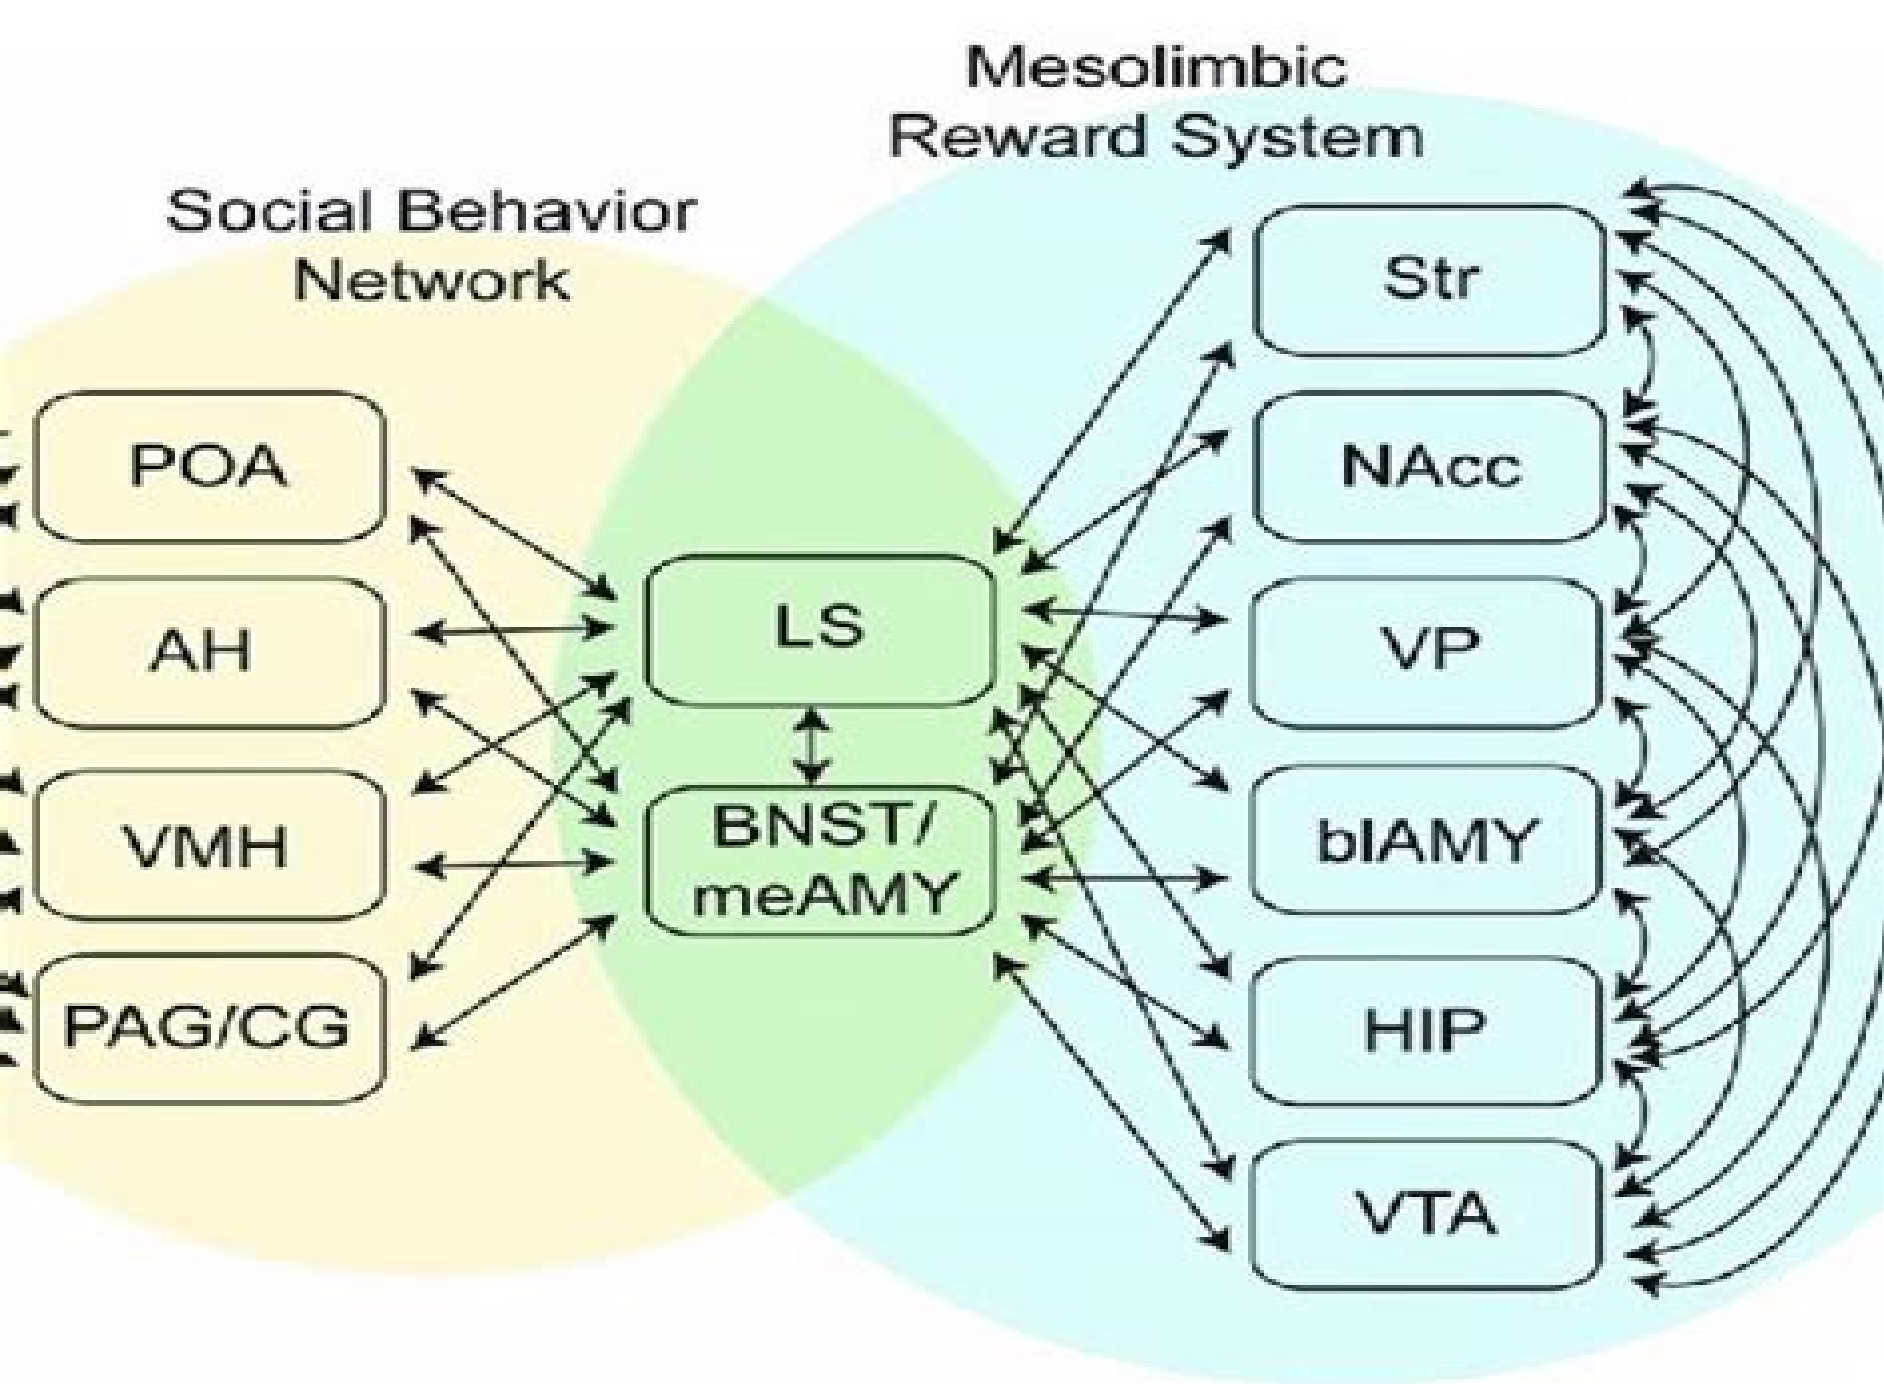 Mesolimbic
Reward System
Social Behavior
Network
POA
AH
VMH
PAG/CG
LS
BNST/
meAMY
Str
NAcc
VP
blAMY
HIP
VTA